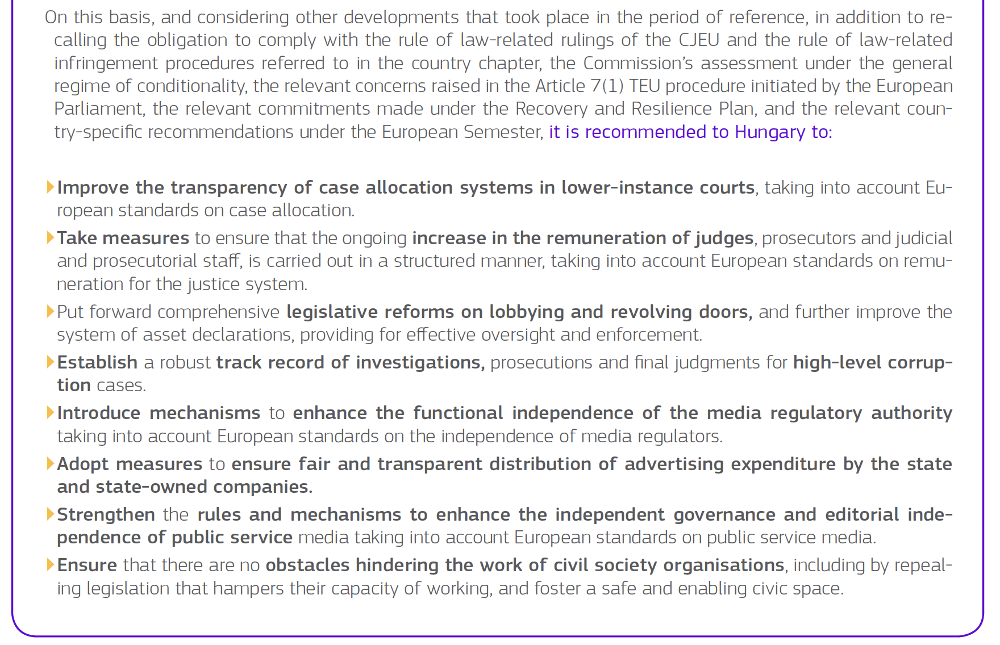 On this basis, and considering other developments that took place in the period of reference, in addition to re-
calling the obligation to comply with the rule of law-related rulings of the CJEU and the rule of law-related
infringement procedures referred to in the country chapter, the Commission's assessment under the general
regime of conditionality, the relevant concerns raised in the Article 7(1) TEU procedure initiated by the European
Parliament, the relevant commitments made under the Recovery and Resilience Plan, and the relevant coun-
try-specific recommendations under the European Semester, it is recommended to Hungary to:
Improve the transparency of case allocation systems in lower-instance courts, taking into account Eu-
ropean standards on case allocation.
Take measures to ensure that the ongoing increase in the remuneration of judges, prosecutors and judicial
and prosecutorial staff, is carried out in a structured manner, taking into account European standards on remu-
neration for the justice system.
Put forward comprehensive legislative reforms on lobbying and revolving doors, and further improve the
system of asset declarations, providing for effective oversight and enforcement.
Establish a robust track record of investigations, prosecutions and final judgments for high-level corrup-
tion cases.
Introduce mechanisms to enhance the functional independence of the media regulatory authority
taking into account European standards on the independence of media regulators.
Adopt measures to ensure fair and transparent distribution of advertising expenditure by the state
and state-owned companies.
Strengthen the rules and mechanisms to enhance the independent governance and editorial inde-
pendence of public service media taking into account European standards on public service media.
Ensure that there are no obstacles hindering the work of civil society organisations, including by repeal-
ing legislation that hampers their capacity of working, and foster a safe and enabling civic space.